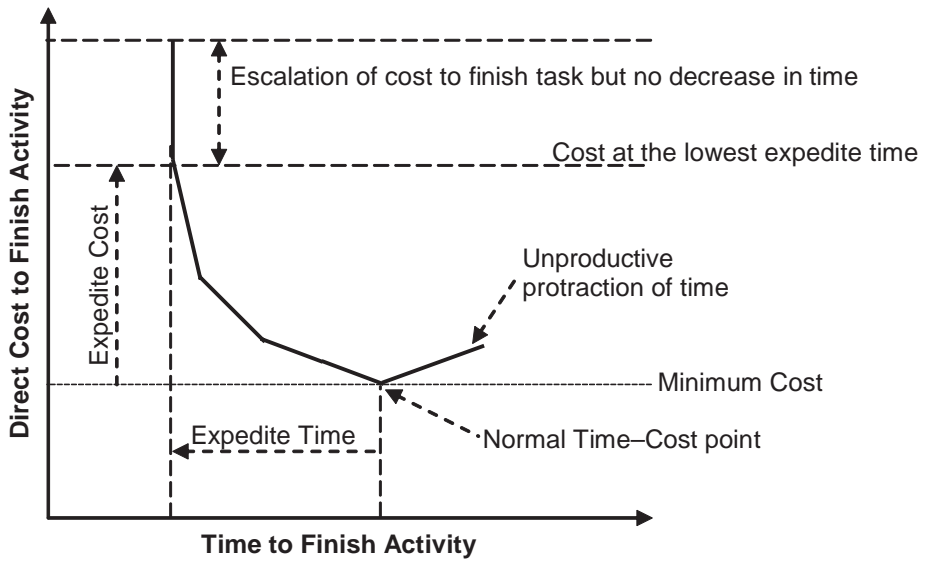 Escalation of cost to finish task but no decrease in time
Cost at the lowest expedite time
Direct Cost to Finish Activity
Expedite Cost
Unproductive
protraction of time
Minimum Cost
Expedite Time
Normal Time–Cost point
Time to Finish Activity